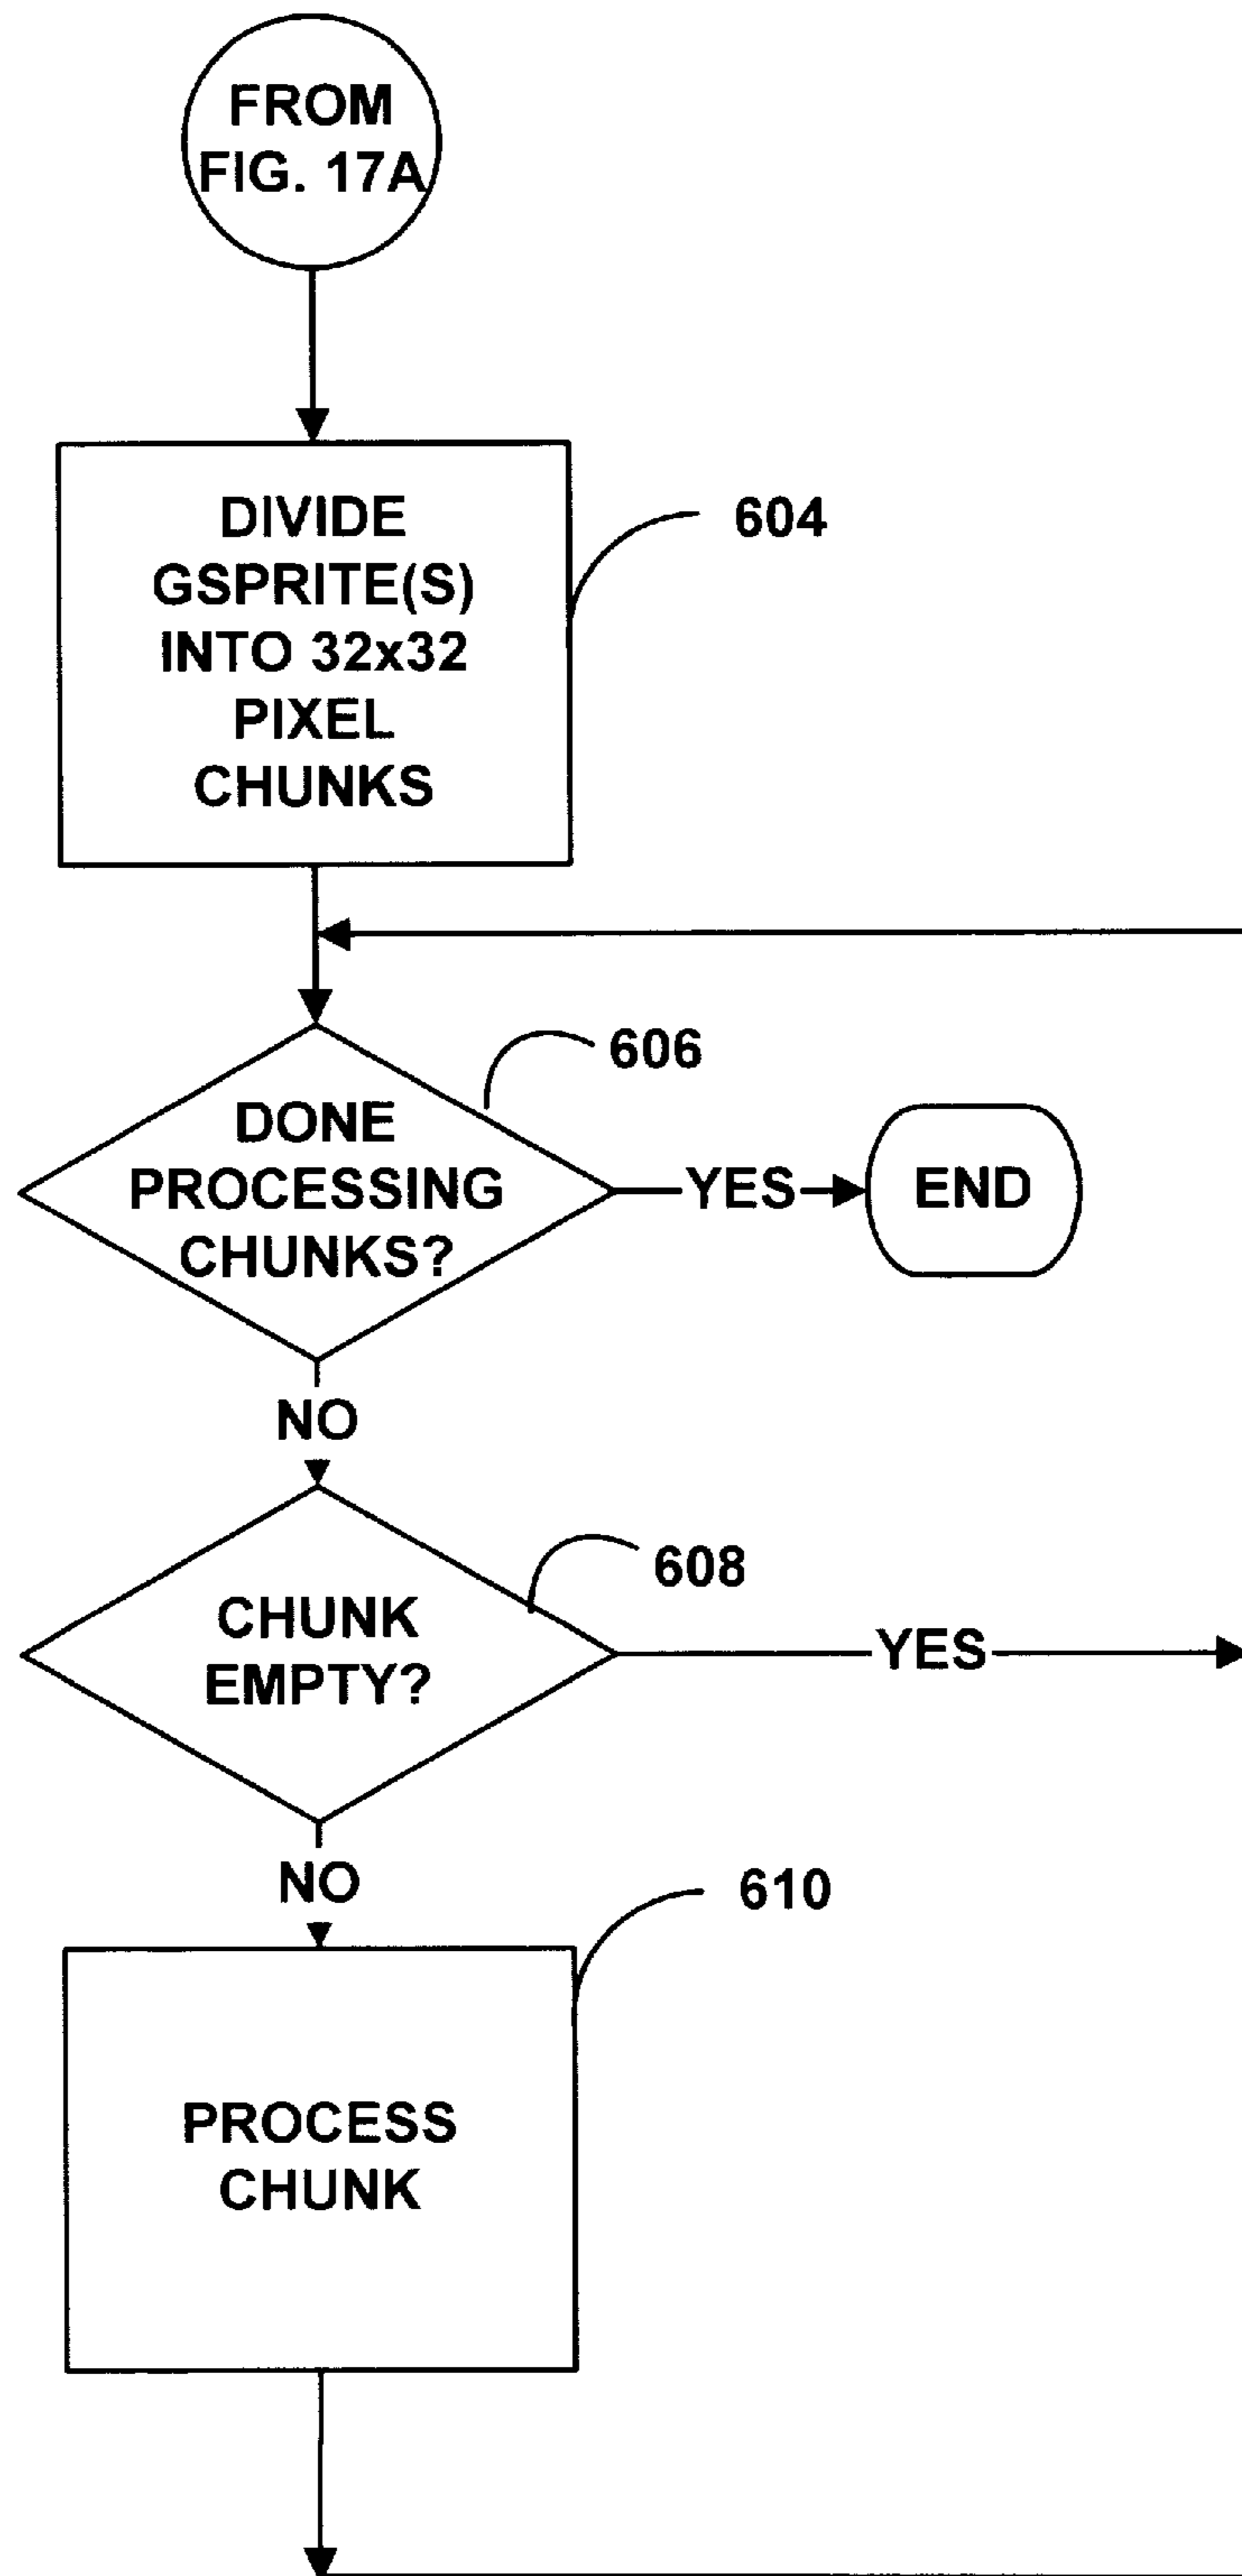 FROM
FIG. 17A
DIVIDE
GSPRITE(S)
INTO 32x32
PIXEL
CHUNKS
604
606
DONE
PROCESSING
CHUNKS?
YES
END
NO
608
CHUNK
EMPTY?
YES
NO
610
PROCESS
CHUNK